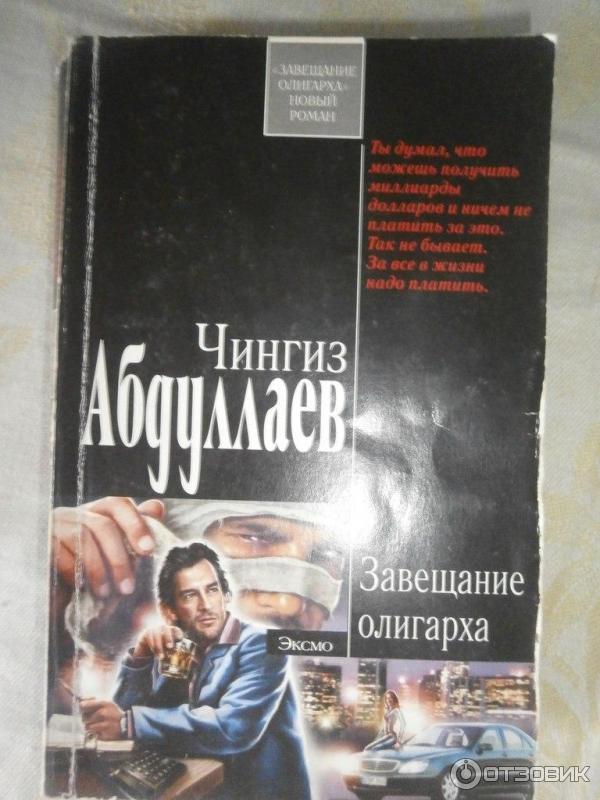 «ЗАВЕЩАНИЕ
ОЛИГАРХА»
НОВЫЙ
РОМАН
Ты думал, что
можешь получить
миллиарды
долларов и ничем не
платить за это.
Так не бывает.
За все в жизни
надо платить.
Чингиз
Абдуллаев
Завещание
олигарха
Эксмо
ОТЗОВИК